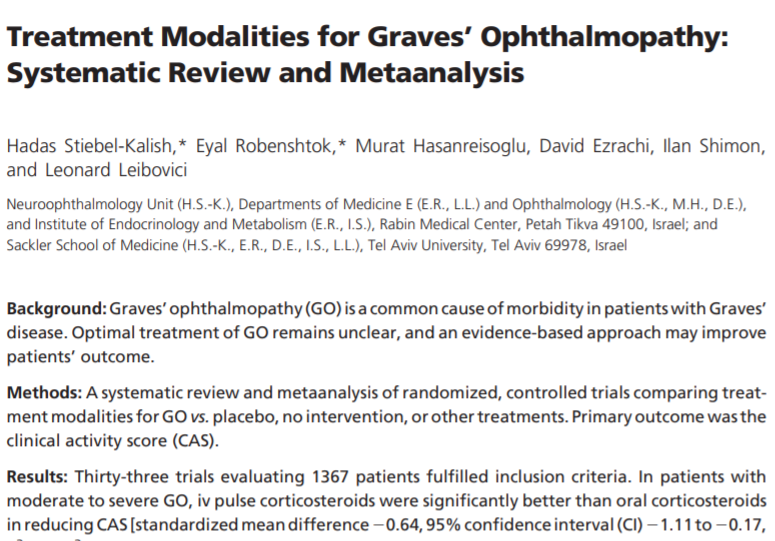 Treatment Modalities for Graves’ Ophthalmopathy:
Systematic Review and Metaanalysis
Hadas Stiebel-Kalish,* Eyal Robenshtok,* Murat Hasanreisoglu, David Ezrachi, Ilan Shimon,
and Leonard Leibovici
Neuroophthalmology Unit (H.S.-K.), Departments of Medicine E (E.R., L.L.) and Ophthalmology (H.S.-K., M.H., D.E.),
and Institute of Endocrinology and Metabolism (E.R., I.S.), Rabin Medical Center, Petah Tikva 49100, Israel; and
Sackler School of Medicine (H.S.-K., E.R., D.E., I.S., L.L.), Tel Aviv University, Tel Aviv 69978, Israel
Background: Graves’ ophthalmopathy (GO) is a common cause of morbidity in patients with Graves’
disease. Optimal treatment of GO remains unclear, and an evidence-based approach may improve
patients’ outcome.
Methods: A systematic review and metaanalysis of randomized, controlled trials comparing treat-
ment modalities for GO vs. placebo, no intervention, or other treatments. Primary outcome was the
clinical activity score (CAS).
Results: Thirty-three trials evaluating 1367 patients fulfilled inclusion criteria. In patients with
moderate to severe GO, iv pulse corticosteroids were significantly better than oral corticosteroids
in reducing CAS [standardized mean difference −0.64, 95% confidence interval (CI) −1.11 to −0.17,